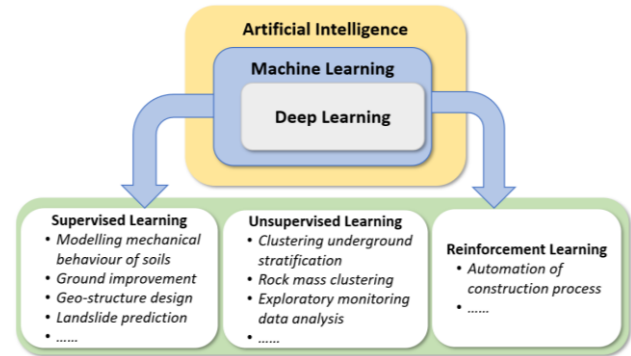 Artificial Intelligence
Machine Learning
Deep Learning
Supervised Learning
• Modelling mechanical
behaviour of soils
• Ground improvement
• Geo-structure design
• Landslide prediction
• ......
Unsupervised Learning
• Clustering underground
stratification
• Rock mass clustering
• Exploratory monitoring
data analysis
• ......
Reinforcement Learning
• Automation of
construction process
• ......